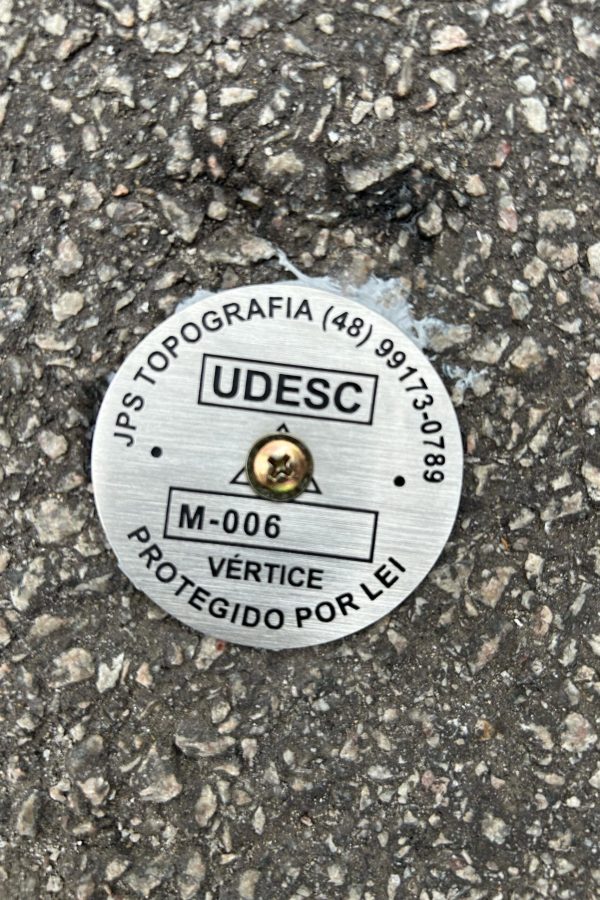 JPS TOPOGRAFIA (48) 99173-0789
UDESC
M-006
VÉRTICE
PROTEGIDO POR LEI